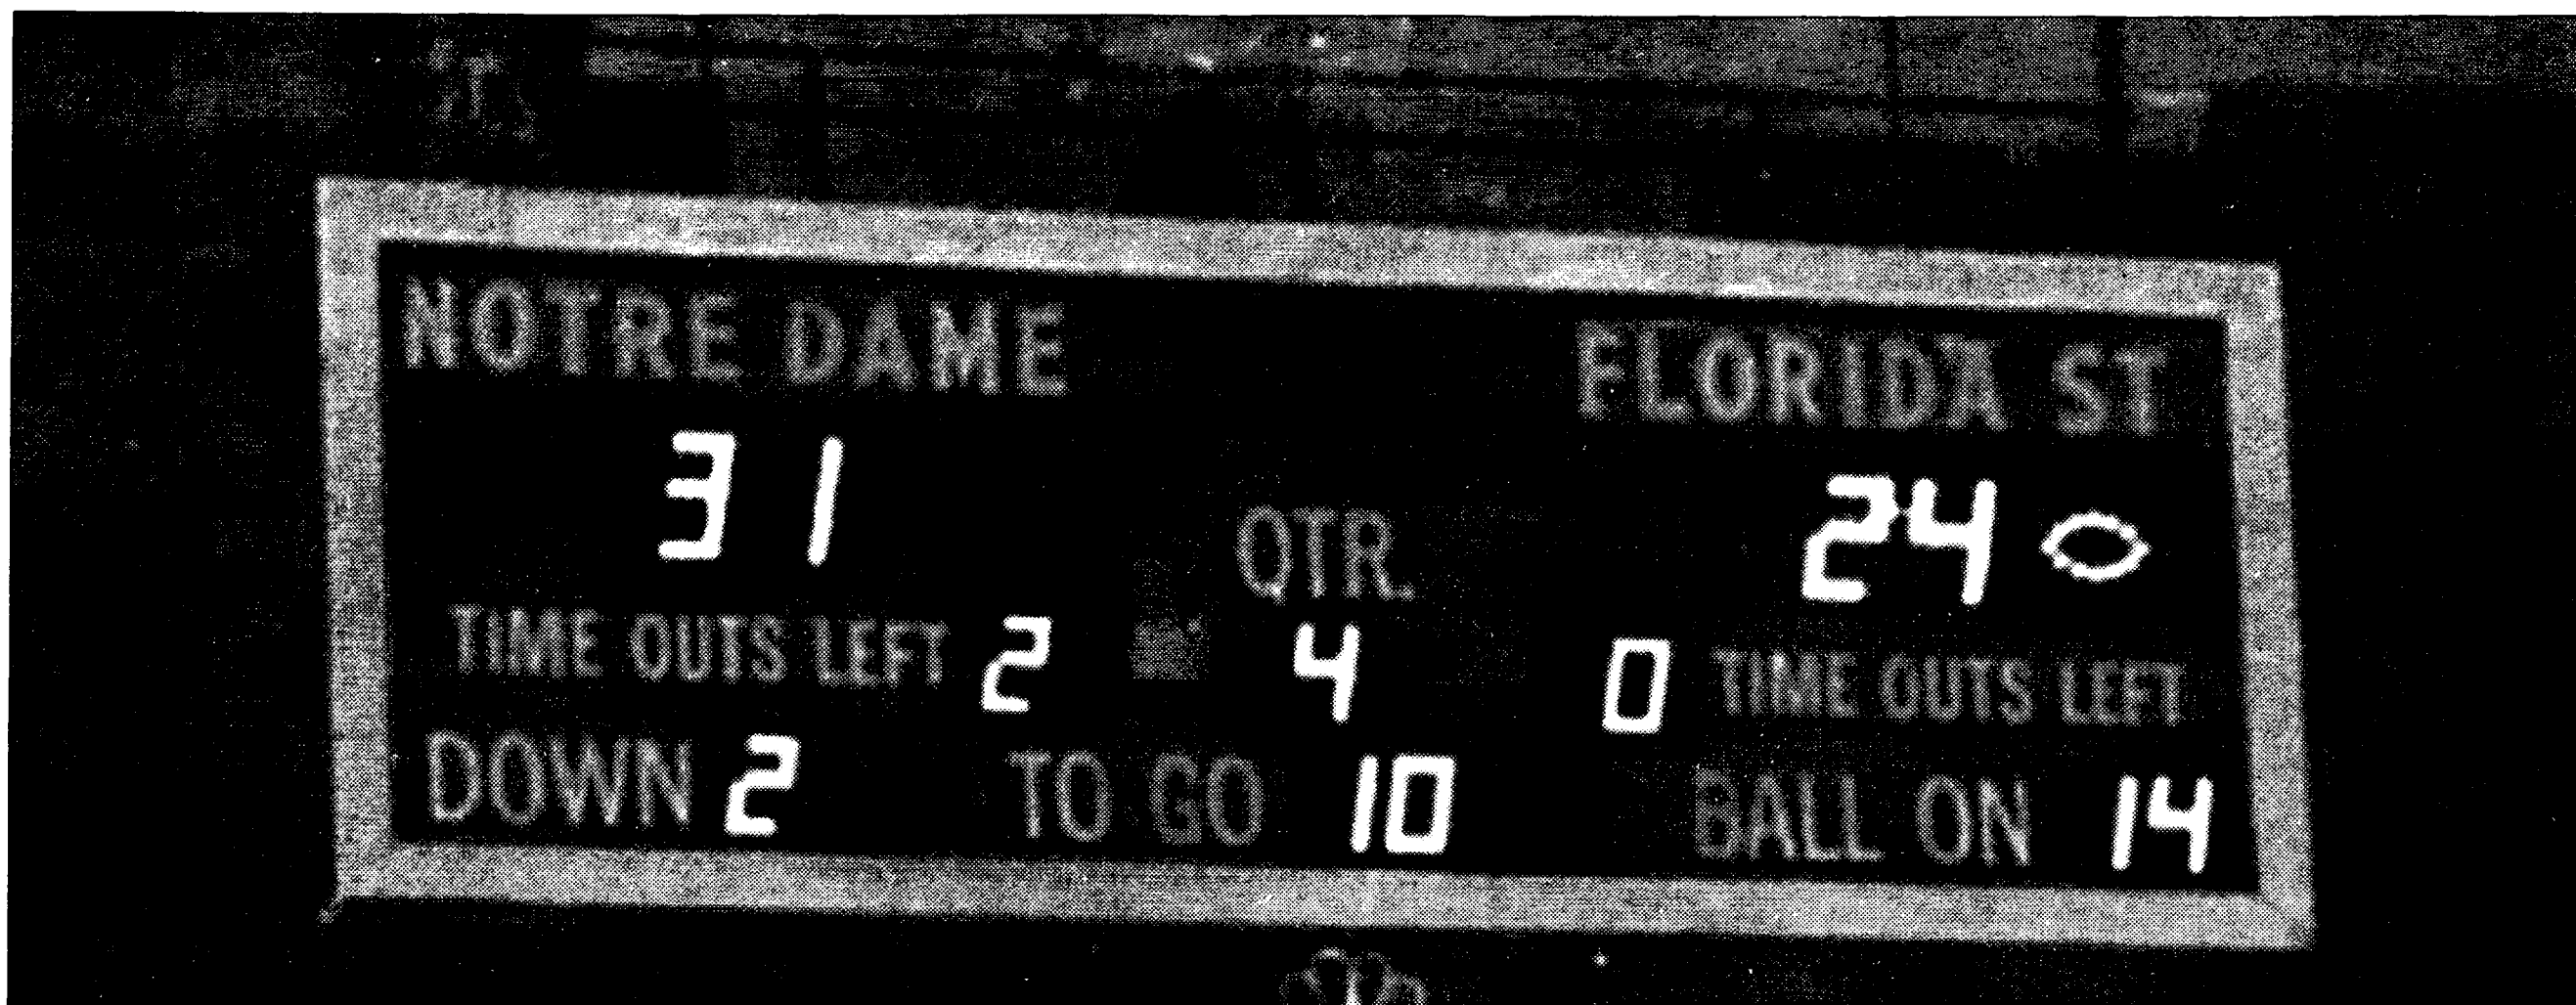 NOTRE DAME FLORIDA ST
31 24
QTR.
TIME OUTS LEFT 2 4 0 TIME OUTS LEFT
DOWN 2 TO GO 10 BALL ON 14